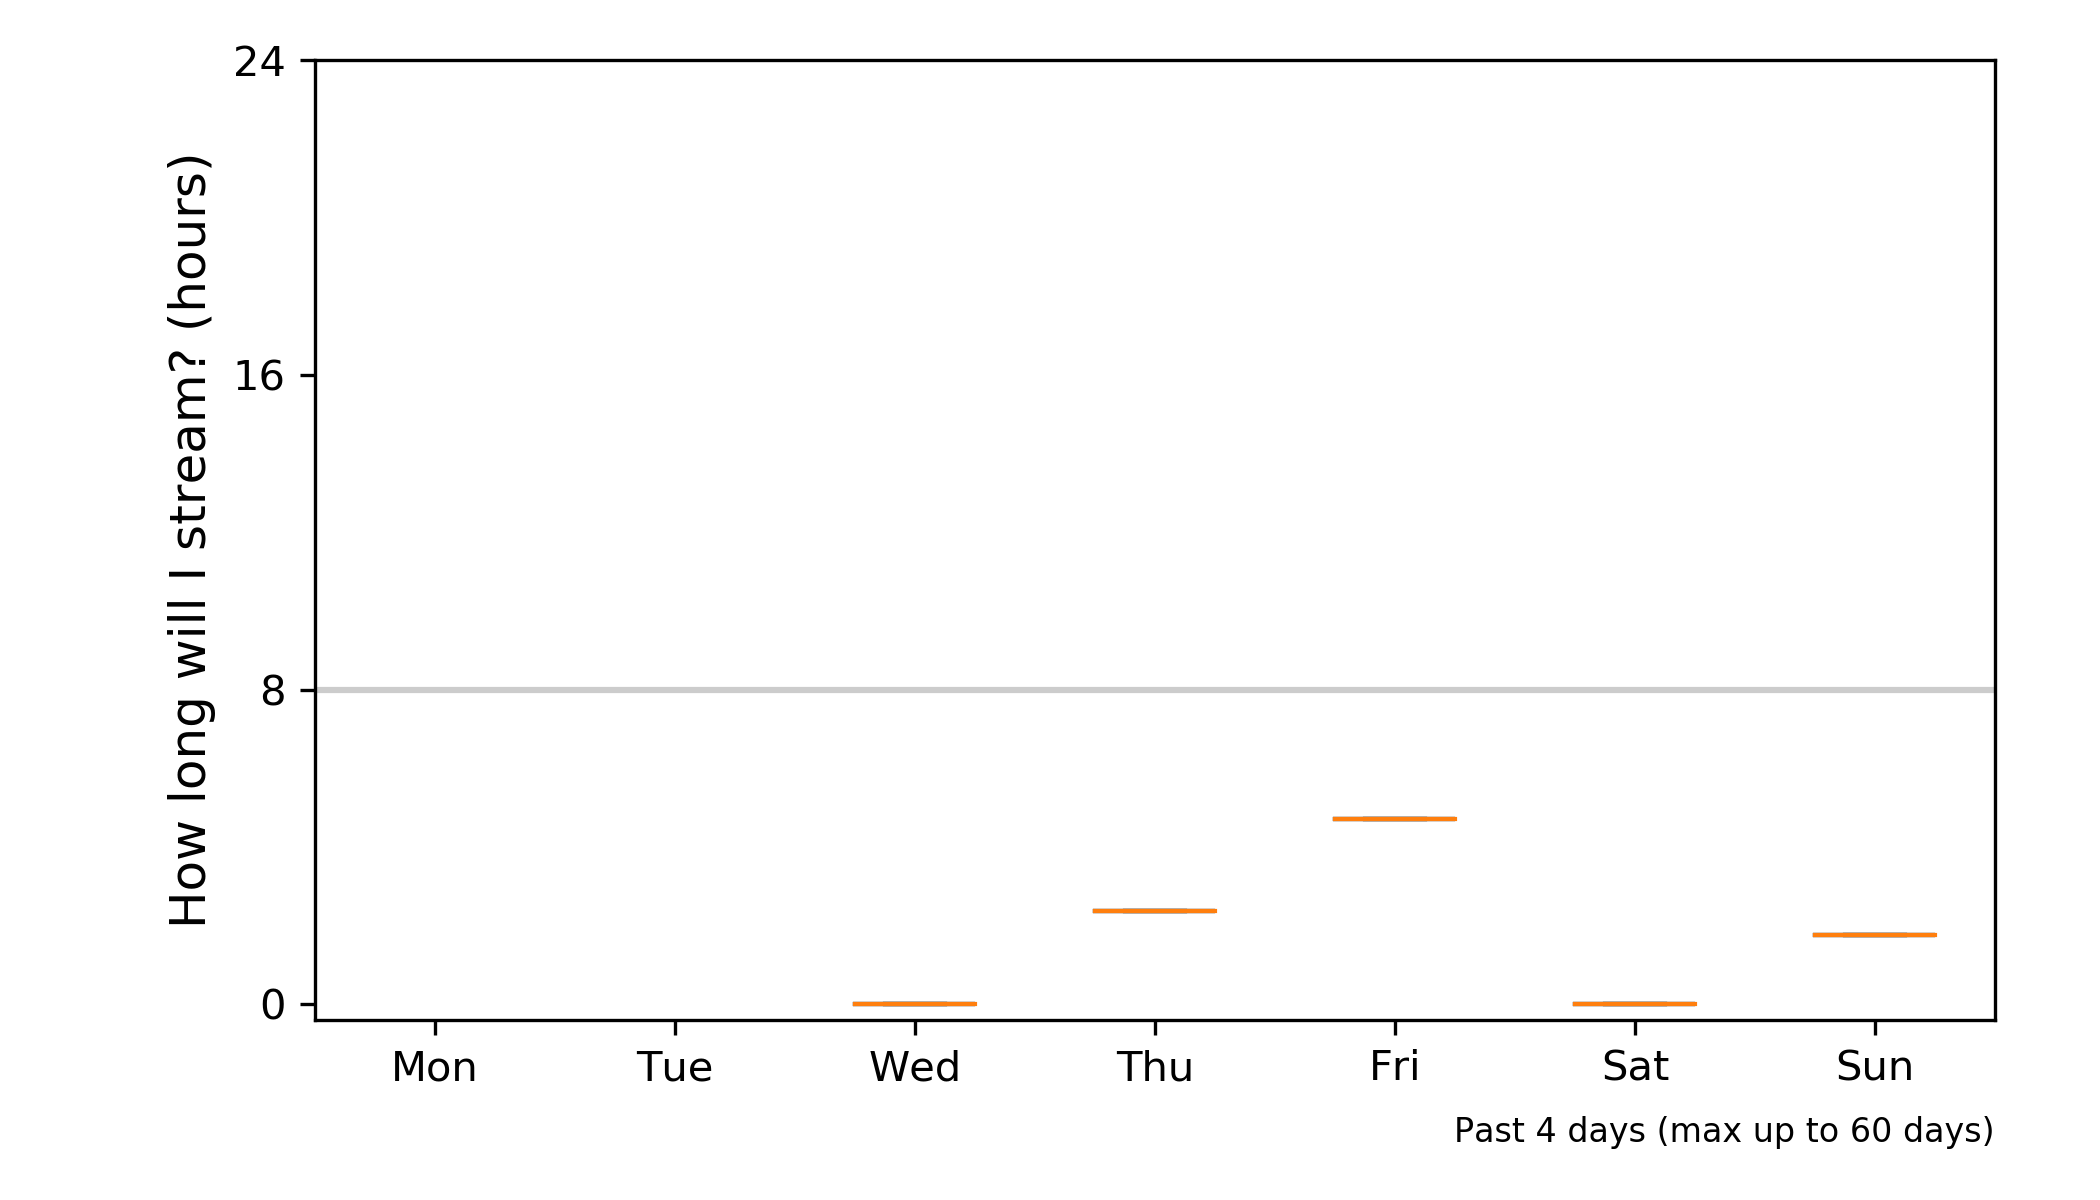 How long will I stream? (hours)
24
16
8
0
Mon Tue Wed Thu Fri Sat Sun
Past 4 days (max up to 60 days)